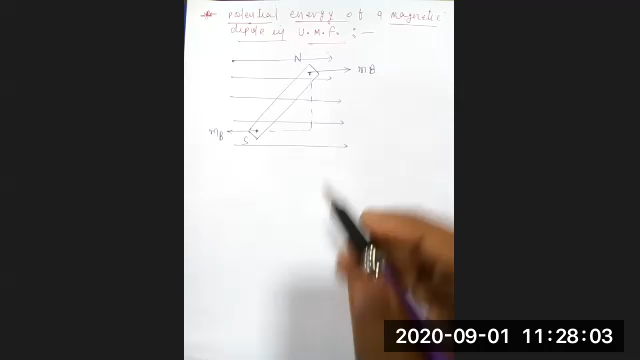 * potential energy of a magnetic
dipole in U.M.F. :-
N
mB
mB
S
2020-09-01 11:28:03